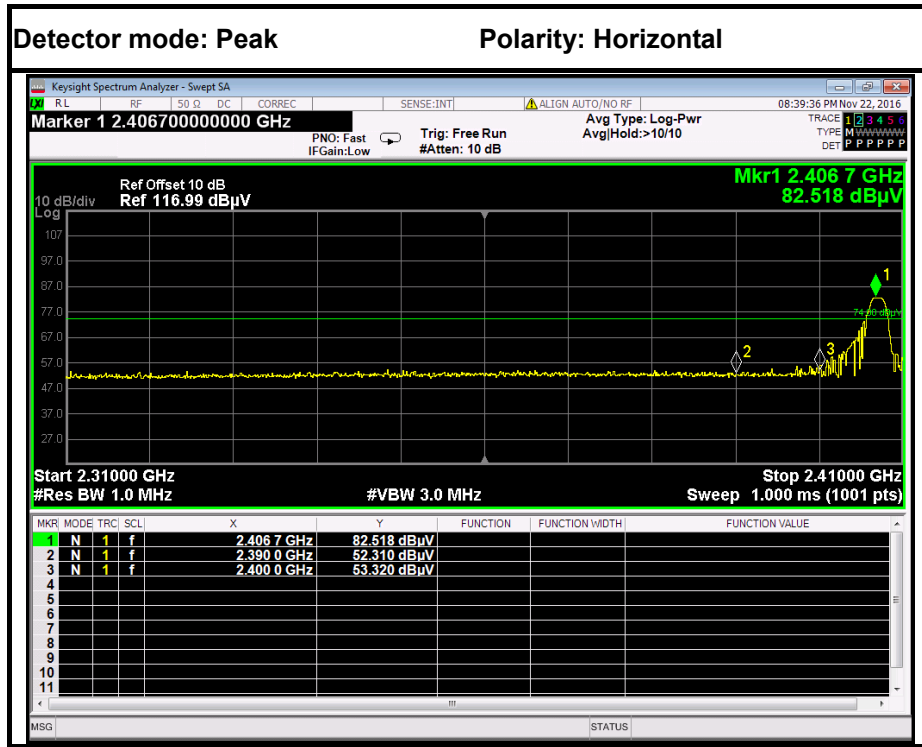 Detector mode: Peak Polarity: Horizontal
Keysight Spectrum Analyzer - Swept SA
LXI RL RF 50 Ω DC CORREC SENSE:INT ALIGN AUTO/NO RF 08:39:36 PM Nov 22, 2016
Marker 1 2.406700000000 GHz
PNO: Fast
IFGain:Low
Trig: Free Run
#Atten: 10 dB
Avg Type: Log-Pwr
Avg|Hold:>10/10
TRACE 1 2 3 4 5 6
TYPE M WWWWW
DET P P P P P P
Mkr1 2.406 7 GHz
82.518 dBµV
Ref Offset 10 dB
10 dB/div Ref 116.99 dBµV
Log
107
97.0
87.0
77.0
67.0
57.0
47.0
37.0
27.0
1
74.00 dBµV
2
3
Start 2.31000 GHz Stop 2.41000 GHz
#Res BW 1.0 MHz #VBW 3.0 MHz Sweep 1.000 ms (1001 pts)
MKR MODE TRC SCL X Y FUNCTION FUNCTION WIDTH FUNCTION VALUE
1 N 1 f 2.406 7 GHz 82.518 dBµV
2 N 1 f 2.390 0 GHz 52.310 dBµV
3 N 1 f 2.400 0 GHz 53.320 dBµV
4
5
6
7
8
9
10
11
MSG STATUS